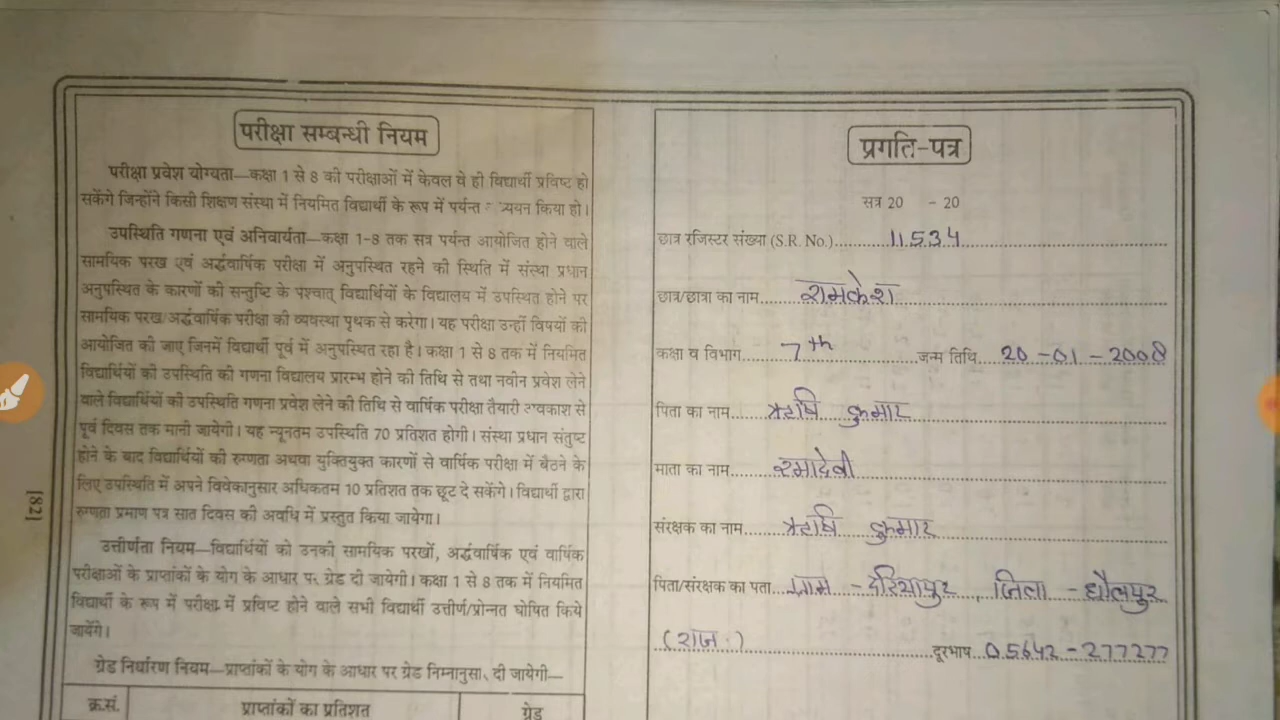 परीक्षा सम्बन्धी नियम
परीक्षा प्रवेश योग्यता—कक्षा 1 से 8 की परीक्षाओं में केवल वे ही विद्यार्थी प्रविष्ट हो
सकेंगे जिन्होंने किसी शिक्षण संस्था में नियमित विद्यार्थी के रूप में पर्यन्त किया हो।
उपस्थिति गणना एवं अनिवार्यता—कक्षा 1-8 तक सत्र पर्यन्त आयोजित होने वाले
सामयिक परख एवं अर्द्धवार्षिक परीक्षा में अनुपस्थित रहने की स्थिति में संस्था प्रधान
अनुपस्थित के कारणों की सन्तुष्टि के पश्चात् विद्यार्थियों के विद्यालय में उपस्थित होने पर
सामयिक परख/अर्द्धवार्षिक परीक्षा की व्यवस्था पृथक से करेगा। यह परीक्षा उन्हीं विषयों की
आयोजित की जाए जिनमें विद्यार्थी पूर्व में अनुपस्थित रहा है। कक्षा 1 से 8 तक में नियमित
विद्यार्थियों की उपस्थिति की गणना विद्यालय प्रारम्भ होने की तिथि से तथा नवीन प्रवेश लेने
वाले विद्यार्थियों की उपस्थिति गणना प्रवेश लेने की तिथि से वार्षिक परीक्षा तैयारी अवकाश से
पूर्व दिवस तक मानी जायेगी। यह न्यूनतम उपस्थिति 70 प्रतिशत होगी। संस्था प्रधान संतुष्ट
होने के बाद विद्यार्थियों की रुग्णता अथवा युक्तियुक्त कारणों से वार्षिक परीक्षा में बैठने के
लिए उपस्थिति में अपने विवेकानुसार अधिकतम 10 प्रतिशत तक छूट दे सकेंगे। विद्यार्थी द्वारा
रुग्णता प्रमाण पत्र सात दिवस की अवधि में प्रस्तुत किया जायेगा।
उत्तीर्णता नियम—विद्यार्थियों को उनकी सामयिक परखों, अर्द्धवार्षिक एवं वार्षिक
परीक्षाओं के प्राप्तांकों के योग के आधार पर ग्रेड दी जायेगी। कक्षा 1 से 8 तक में नियमित
विद्यार्थी के रूप में परीक्षा में प्रविष्ट होने वाले सभी विद्यार्थी उत्तीर्ण/प्रोन्नत घोषित किये
जायेंगे।
ग्रेड निर्धारण नियम—प्राप्तांकों के योग के आधार पर ग्रेड निम्नानुसार दी जायेगी—
क्र.सं. प्राप्तांकों का प्रतिशत ग्रेड
[82]
प्रगति-पत्र
सत्र 20 - 20
छात्र रजिस्टर संख्या (S.R. No.) 11534
छात्र/छात्रा का नाम रामकेश
कक्षा व विभाग 7th जन्म तिथि 20-01-2008
पिता का नाम ऋषि कुमार
माता का नाम रमादेवी
संरक्षक का नाम ऋषि कुमार
पिता/संरक्षक का पता ग्राम - दरियापुर, जिला - धौलपुर
(राज.) दूरभाष 05642-277277